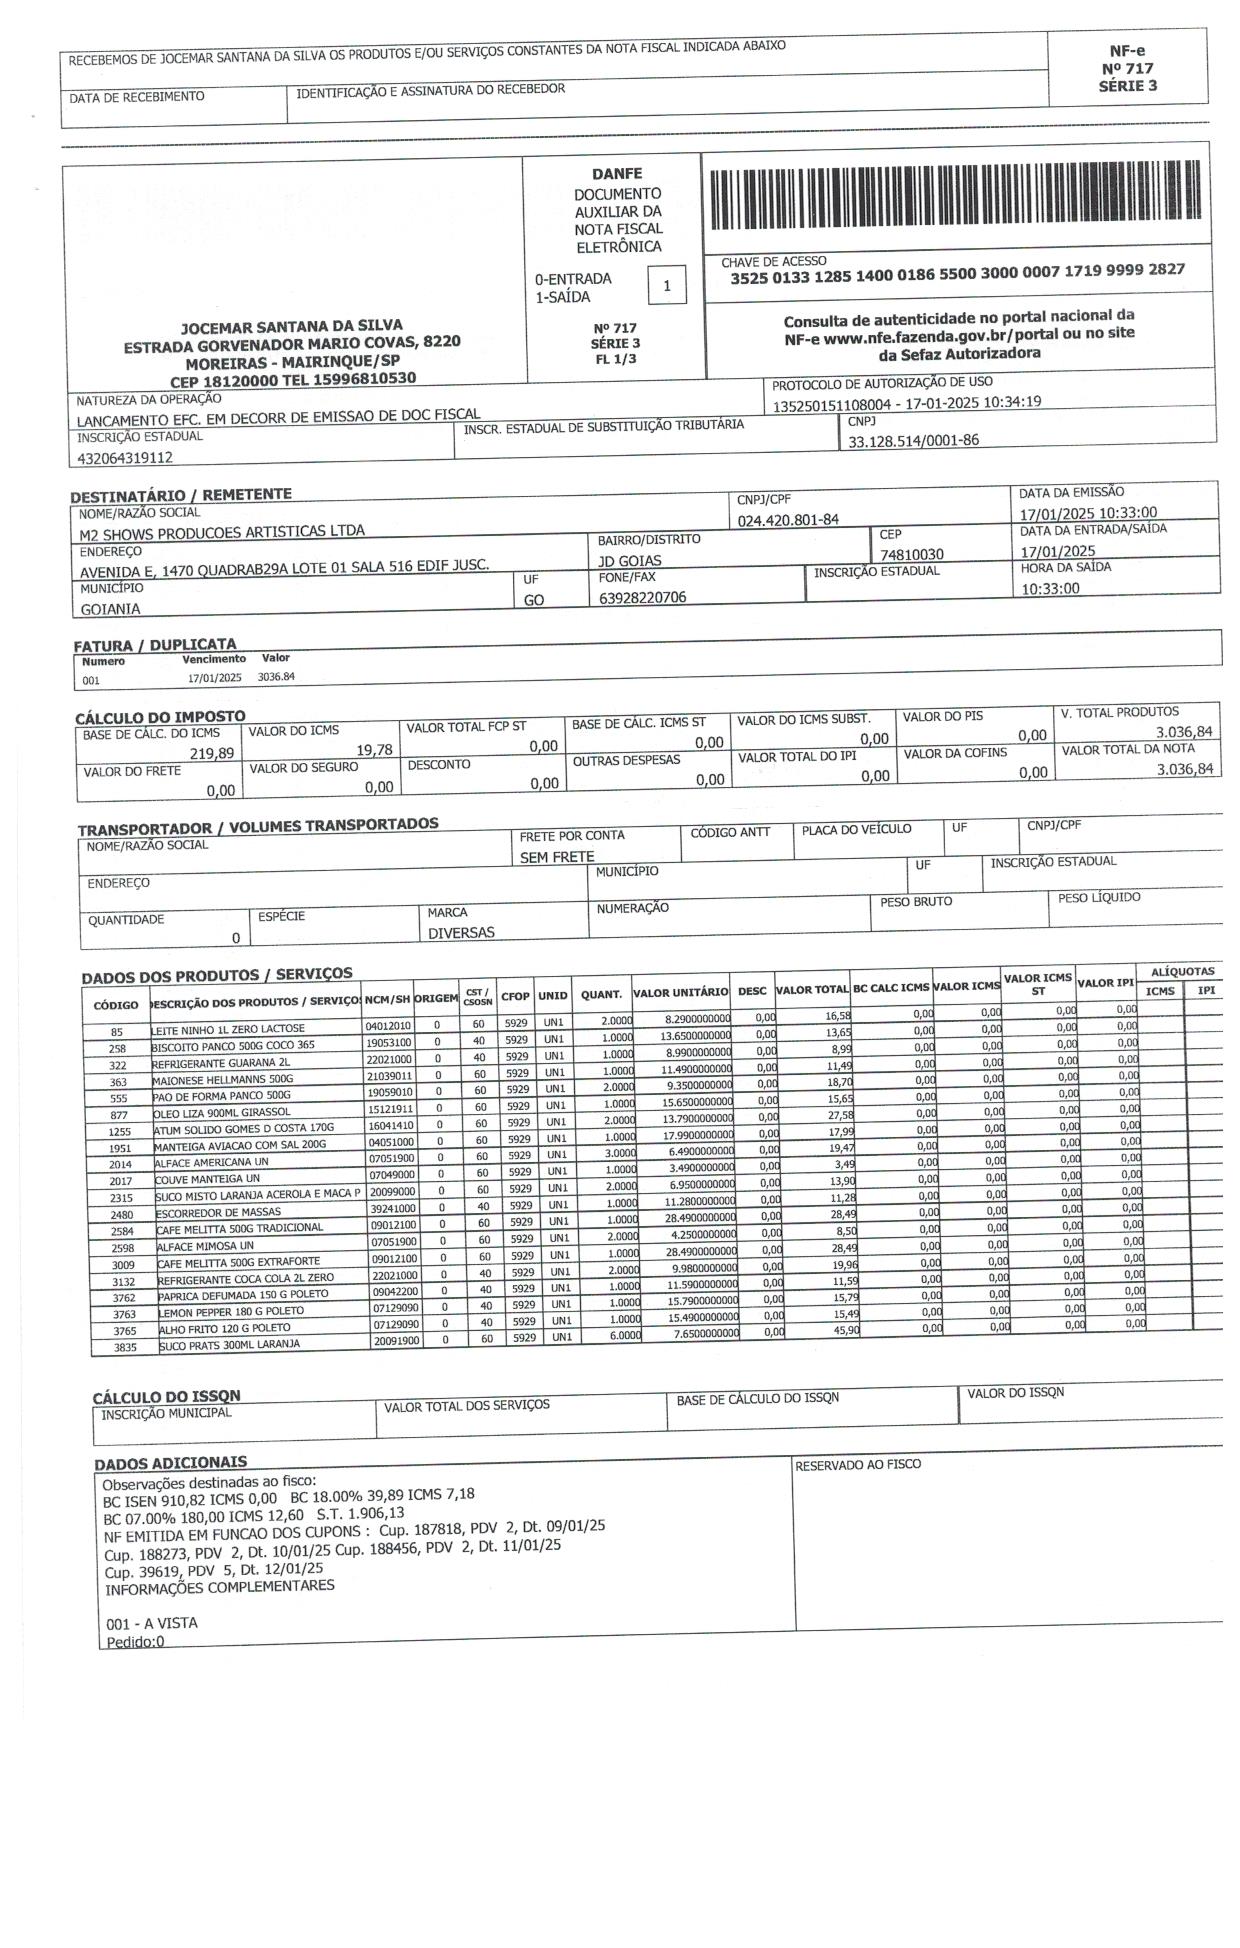 RECEBEMOS DE JOCEMAR SANTANA DA SILVA OS PRODUTOS E/OU SERVIÇOS CONSTANTES DA NOTA FISCAL INDICADA ABAIXO
NF-e
Nº 717
SÉRIE 3
DATA DE RECEBIMENTO IDENTIFICAÇÃO E ASSINATURA DO RECEBEDOR
JOCEMAR SANTANA DA SILVA
ESTRADA GORVENADOR MARIO COVAS, 8220
MOREIRAS - MAIRINQUE/SP
CEP 18120000 TEL 15996810530
DANFE
DOCUMENTO
AUXILIAR DA
NOTA FISCAL
ELETRÔNICA
0-ENTRADA
1-SAÍDA
1
Nº 717
SÉRIE 3
FL 1/3
CHAVE DE ACESSO
3525 0133 1285 1400 0186 5500 3000 0007 1719 9999 2827
Consulta de autenticidade no portal nacional da
NF-e www.nfe.fazenda.gov.br/portal ou no site
da Sefaz Autorizadora
NATUREZA DA OPERAÇÃO
LANCAMENTO EFC. EM DECORR DE EMISSAO DE DOC FISCAL
PROTOCOLO DE AUTORIZAÇÃO DE USO
135250151108004 - 17-01-2025 10:34:19
INSCRIÇÃO ESTADUAL
432064319112
INSCR. ESTADUAL DE SUBSTITUIÇÃO TRIBUTÁRIA
CNPJ
33.128.514/0001-86
DESTINATÁRIO / REMETENTE
NOME/RAZÃO SOCIAL
M2 SHOWS PRODUCOES ARTISTICAS LTDA
CNPJ/CPF
024.420.801-84
DATA DA EMISSÃO
17/01/2025 10:33:00
ENDEREÇO
AVENIDA E, 1470 QUADRAB29A LOTE 01 SALA 516 EDIF JUSC.
BAIRRO/DISTRITO
JD GOIAS
CEP
74810030
DATA DA ENTRADA/SAÍDA
17/01/2025
MUNICÍPIO
GOIANIA
UF
GO
FONE/FAX
63928220706
INSCRIÇÃO ESTADUAL
HORA DA SAÍDA
10:33:00
FATURA / DUPLICATA
Numero Vencimento Valor
001 17/01/2025 3036.84
CÁLCULO DO IMPOSTO
BASE DE CÁLC. DO ICMS VALOR DO ICMS VALOR TOTAL FCP ST BASE DE CÁLC. ICMS ST VALOR DO ICMS SUBST. VALOR DO PIS V. TOTAL PRODUTOS
219,89 19,78 0,00 0,00 0,00 0,00 3.036,84
VALOR DO FRETE VALOR DO SEGURO DESCONTO OUTRAS DESPESAS VALOR TOTAL DO IPI VALOR DA COFINS VALOR TOTAL DA NOTA
0,00 0,00 0,00 0,00 0,00 0,00 3.036,84
TRANSPORTADOR / VOLUMES TRANSPORTADOS
NOME/RAZÃO SOCIAL FRETE POR CONTA CÓDIGO ANTT PLACA DO VEÍCULO UF CNPJ/CPF
SEM FRETE
ENDEREÇO MUNICÍPIO UF INSCRIÇÃO ESTADUAL
QUANTIDADE ESPÉCIE MARCA NUMERAÇÃO PESO BRUTO PESO LÍQUIDO
0 DIVERSAS
DADOS DOS PRODUTOS / SERVIÇOS
CÓDIGO DESCRIÇÃO DOS PRODUTOS / SERVIÇOS NCM/SH ORIGEM CST / CSOSN CFOP UNID QUANT. VALOR UNITÁRIO DESC VALOR TOTAL BC CALC ICMS VALOR ICMS VALOR ICMS ST VALOR IPI ALÍQUOTAS ICMS IPI
85 LEITE NINHO 1L ZERO LACTOSE 04012010 0 60 5929 UN1 2.0000 8.2900000000 0,00 16,58 0,00 0,00 0,00 0,00
258 BISCOITO PANCO 500G COCO 365 19053100 0 40 5929 UN1 1.0000 13.6500000000 0,00 13,65 0,00 0,00 0,00 0,00
322 REFRIGERANTE GUARANA 2L 22021000 0 40 5929 UN1 1.0000 8.9900000000 0,00 8,99 0,00 0,00 0,00 0,00
363 MAIONESE HELLMANNS 500G 21039011 0 60 5929 UN1 1.0000 11.4900000000 0,00 11,49 0,00 0,00 0,00 0,00
555 PAO DE FORMA PANCO 500G 19059010 0 60 5929 UN1 2.0000 9.3500000000 0,00 18,70 0,00 0,00 0,00 0,00
877 OLEO LIZA 900ML GIRASSOL 15121911 0 60 5929 UN1 1.0000 15.6500000000 0,00 15,65 0,00 0,00 0,00 0,00
1255 ATUM SOLIDO GOMES D COSTA 170G 16041410 0 60 5929 UN1 2.0000 13.7900000000 0,00 27,58 0,00 0,00 0,00 0,00
1951 MANTEIGA AVIACAO COM SAL 200G 04051000 0 60 5929 UN1 1.0000 17.9900000000 0,00 17,99 0,00 0,00 0,00 0,00
2014 ALFACE AMERICANA UN 07051900 0 60 5929 UN1 3.0000 6.4900000000 0,00 19,47 0,00 0,00 0,00 0,00
2017 COUVE MANTEIGA UN 07049000 0 60 5929 UN1 1.0000 3.4900000000 0,00 3,49 0,00 0,00 0,00 0,00
2315 SUCO MISTO LARANJA ACEROLA E MACA P 20099000 0 60 5929 UN1 2.0000 6.9500000000 0,00 13,90 0,00 0,00 0,00 0,00
2480 ESCORREDOR DE MASSAS 39241000 0 40 5929 UN1 1.0000 11.2800000000 0,00 11,28 0,00 0,00 0,00 0,00
2584 CAFE MELITTA 500G TRADICIONAL 09012100 0 60 5929 UN1 1.0000 28.4900000000 0,00 28,49 0,00 0,00 0,00 0,00
2598 ALFACE MIMOSA UN 07051900 0 60 5929 UN1 2.0000 4.2500000000 0,00 8,50 0,00 0,00 0,00 0,00
3009 CAFE MELITTA 500G EXTRAFORTE 09012100 0 60 5929 UN1 1.0000 28.4900000000 0,00 28,49 0,00 0,00 0,00 0,00
3132 REFRIGERANTE COCA COLA 2L ZERO 22021000 0 40 5929 UN1 2.0000 9.9800000000 0,00 19,96 0,00 0,00 0,00 0,00
3762 PAPRICA DEFUMADA 150 G POLETO 09042200 0 40 5929 UN1 1.0000 11.5900000000 0,00 11,59 0,00 0,00 0,00 0,00
3763 LEMON PEPPER 180 G POLETO 07129090 0 40 5929 UN1 1.0000 15.7900000000 0,00 15,79 0,00 0,00 0,00 0,00
3765 ALHO FRITO 120 G POLETO 07129090 0 40 5929 UN1 1.0000 15.4900000000 0,00 15,49 0,00 0,00 0,00 0,00
3835 SUCO PRATS 300ML LARANJA 20091900 0 60 5929 UN1 6.0000 7.6500000000 0,00 45,90 0,00 0,00 0,00 0,00
CÁLCULO DO ISSQN
INSCRIÇÃO MUNICIPAL VALOR TOTAL DOS SERVIÇOS BASE DE CÁLCULO DO ISSQN VALOR DO ISSQN
DADOS ADICIONAIS
Observações destinadas ao fisco:
BC ISEN 910,82 ICMS 0,00 BC 18.00% 39,89 ICMS 7,18
BC 07.00% 180,00 ICMS 12,60 S.T. 1.906,13
NF EMITIDA EM FUNCAO DOS CUPONS : Cup. 187818, PDV 2, Dt. 09/01/25
Cup. 188273, PDV 2, Dt. 10/01/25 Cup. 188456, PDV 2, Dt. 11/01/25
Cup. 39619, PDV 5, Dt. 12/01/25
INFORMAÇÕES COMPLEMENTARES
001 - A VISTA
Pedido:0
RESERVADO AO FISCO